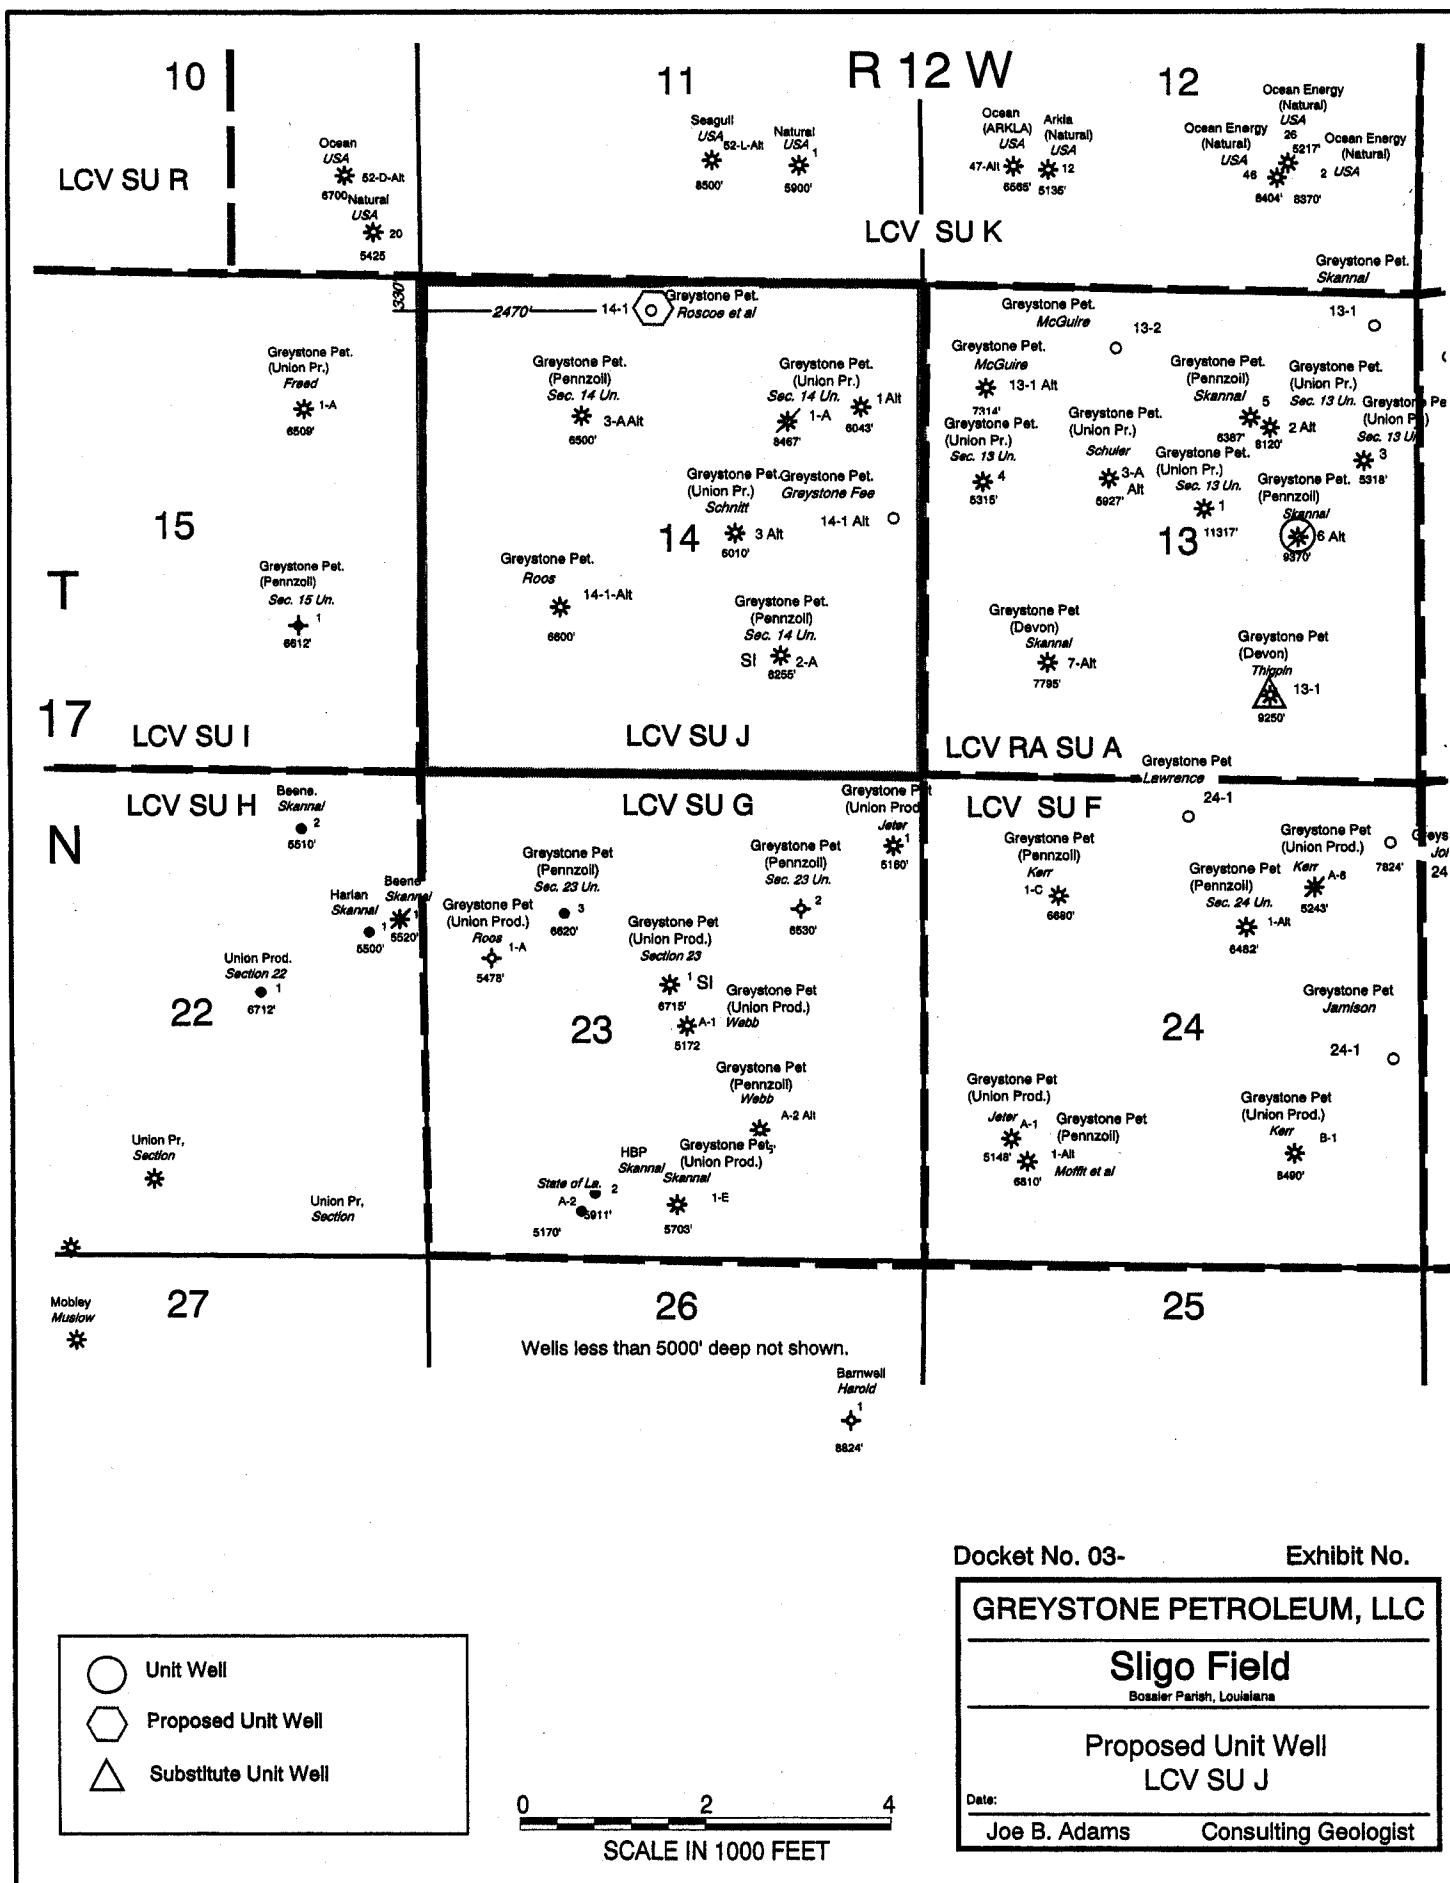 R 12 W
10
11
12
LCV SU R
Ocean
USA
52-D-Alt
6700
Natural
USA
20
5425
Seagull
USA
52-L-Alt
8500'
Natural
USA
1
5900'
Ocean
(ARKLA)
USA
47-Alt
6565'
Arkla
(Natural)
USA
12
5135'
Ocean Energy
(Natural)
USA
46
8404'
Ocean Energy
(Natural)
USA
26
5217'
Ocean Energy
(Natural)
2 USA
8370'
LCV SU K
330'
2470'
14-1
Greystone Pet.
Roscoe et al
Greystone Pet.
(Union Pr.)
Freed
1-A
6509'
Greystone Pet.
(Pennzoil)
Sec. 14 Un.
3-A Alt
6500'
Greystone Pet.
(Union Pr.)
Sec. 14 Un.
1-A
8467'
1 Alt
6043'
Greystone Pet.
(Union Pr.)
Schnitt
3 Alt
6010'
Greystone Pet.
Greystone Fee
14-1 Alt
Greystone Pet.
Roos
14-1-Alt
6600'
Greystone Pet.
(Pennzoil)
Sec. 14 Un.
SI
2-A
8255'
14
LCV SU J
15
Greystone Pet.
(Pennzoil)
Sec. 15 Un.
1
6612'
T
17
N
LCV SU I
Greystone Pet.
Skannal
13-1
Greystone Pet.
McGuire
13-2
Greystone Pet.
McGuire
13-1 Alt
7314'
Greystone Pet.
(Union Pr.)
Sec. 13 Un.
4
5315'
Greystone Pet.
(Union Pr.)
Schuler
3-A
Alt
5927'
Greystone Pet.
(Pennzoil)
Skannal
5
6387'
Greystone Pet.
(Union Pr.)
Sec. 13 Un.
2 Alt
8120'
Greystone Pe
(Union Pr)
Sec. 13 Un
3
5318'
Greystone Pet.
(Union Pr.)
Sec. 13 Un.
1
11317'
Greystone Pet.
(Pennzoil)
Skannal
6 Alt
9370'
13
Greystone Pet
(Devon)
Skannal
7-Alt
7795'
Greystone Pet
(Devon)
Thigpin
13-1
9250'
LCV RA SU A
LCV SU H
Beene.
Skannal
2
5510'
Harlan
Skannal
1
5500'
Beene
Skannal
1
5520'
Union Prod.
Section 22
1
6712'
22
Union Pr,
Section
Union Pr,
Section
LCV SU G
Greystone Pet
(Union Prod
Jeter
1
5160'
Greystone Pet
(Pennzoil)
Sec. 23 Un.
3
6620'
Greystone Pet
(Pennzoil)
Sec. 23 Un.
2
6530'
Greystone Pet
(Union Prod.)
Roos
1-A
5478'
Greystone Pet
(Union Prod.)
Section 23
1 SI
6715'
Greystone Pet
(Union Prod.)
Webb
A-1
5172
23
Greystone Pet
(Pennzoil)
Webb
A-2 Alt
HBP
Skannal
2
5911'
State of La.
A-2
5170'
Greystone Pet.
(Union Prod.)
Skannal
1-E
5703'
LCV SU F
Greystone Pet
Lawrence
24-1
Greystone Pet
(Pennzoil)
Kerr
1-C
6680'
Greystone Pet
(Union Prod.)
Kerr
A-6
5243'
7824'
Greys
24
Greystone Pet
(Pennzoil)
Sec. 24 Un.
1-Alt
6482'
Greystone Pet
Jamison
24-1
24
Greystone Pet
(Union Prod.)
Jeter
A-1
5148'
Greystone Pet
(Pennzoil)
1-Alt
Moffit et al
6810'
Greystone Pet
(Union Prod.)
Kerr
B-1
8490'
27
26
25
Mobley
Muslow
Wells less than 5000' deep not shown.
Barnwell
Harold
1
8824'
Docket No. 03-
Exhibit No.
GREYSTONE PETROLEUM, LLC
Sligo Field
Bossier Parish, Louisiana
Proposed Unit Well
LCV SU J
Date:
Joe B. Adams
Consulting Geologist
Unit Well
Proposed Unit Well
Substitute Unit Well
0 2 4
SCALE IN 1000 FEET